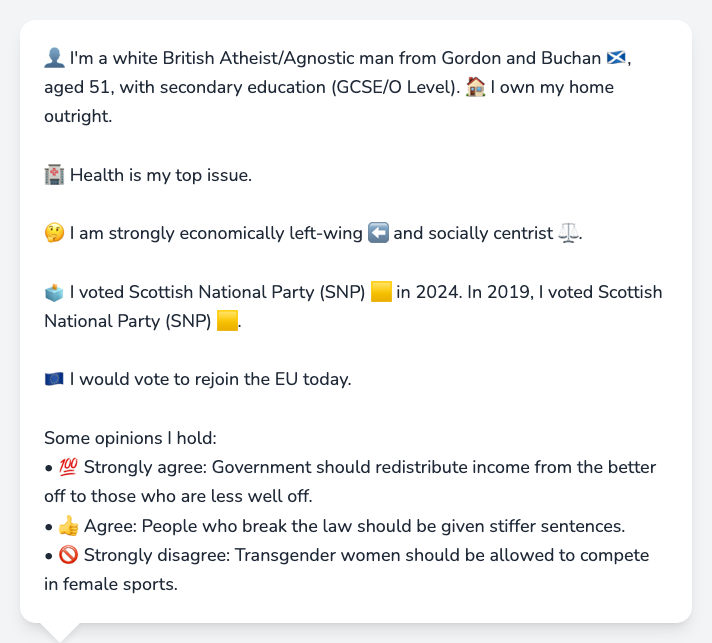 👤 I'm a white British Atheist/Agnostic man from Gordon and Buchan 🏴󠁧󠁢󠁳󠁣󠁴󠁿,
aged 51, with secondary education (GCSE/O Level). 🏠 I own my home
outright.
🏥 Health is my top issue.
🤔 I am strongly economically left-wing ⬅️ and socially centrist ⚖️.
🗳️ I voted Scottish National Party (SNP) 🟨 in 2024. In 2019, I voted Scottish
National Party (SNP) 🟨.
🇪🇺 I would vote to rejoin the EU today.
Some opinions I hold:
• 💯 Strongly agree: Government should redistribute income from the better
off to those who are less well off.
• 👍 Agree: People who break the law should be given stiffer sentences.
• 🚫 Strongly disagree: Transgender women should be allowed to compete
in female sports.